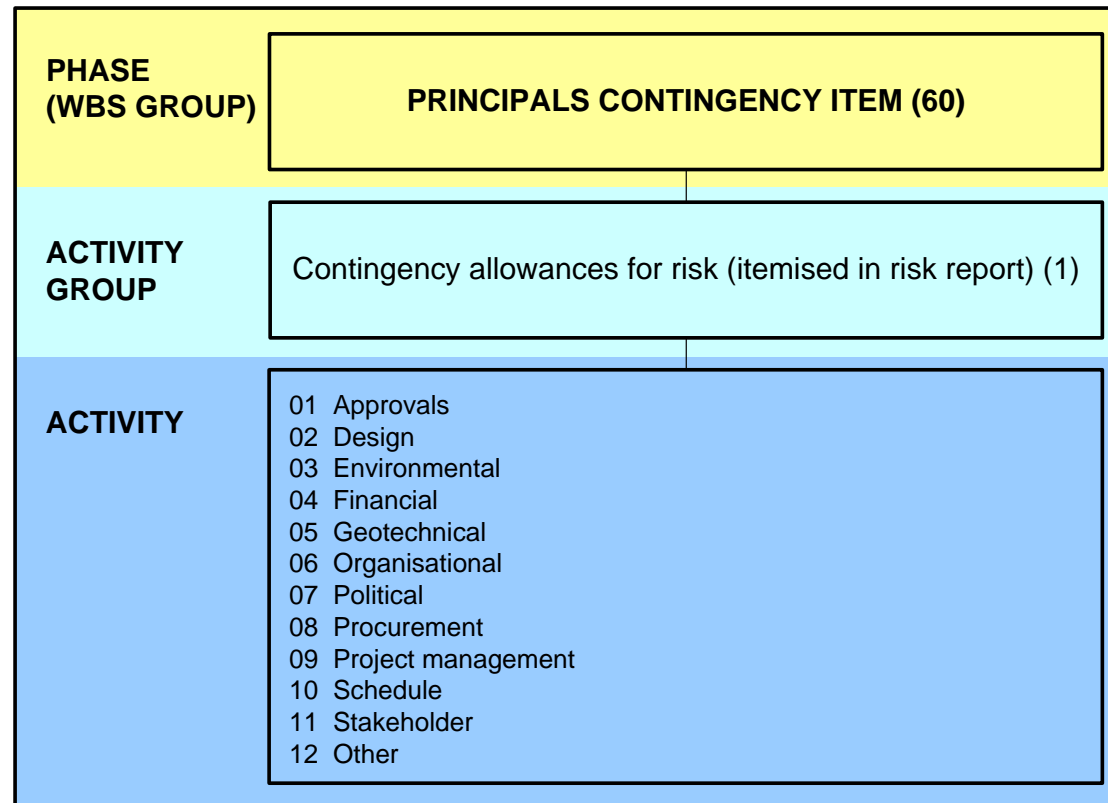 PHASE
(WBS GROUP)
PRINCIPALS CONTINGENCY ITEM (60)
ACTIVITY
GROUP
Contingency allowances for risk (itemised in risk report) (1)
ACTIVITY
01 Approvals
02 Design
03 Environmental
04 Financial
05 Geotechnical
06 Organisational
07 Political
08 Procurement
09 Project management
10 Schedule
11 Stakeholder
12 Other